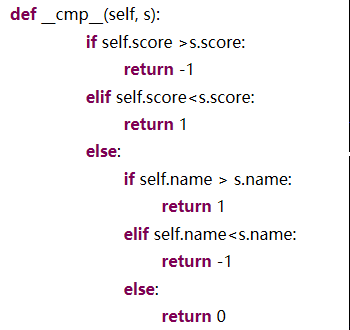 def __cmp__(self, s):
if self.score >s.score:
return -1
elif self.score<s.score:
return 1
else:
if self.name > s.name:
return 1
elif self.name<s.name:
return -1
else:
return 0